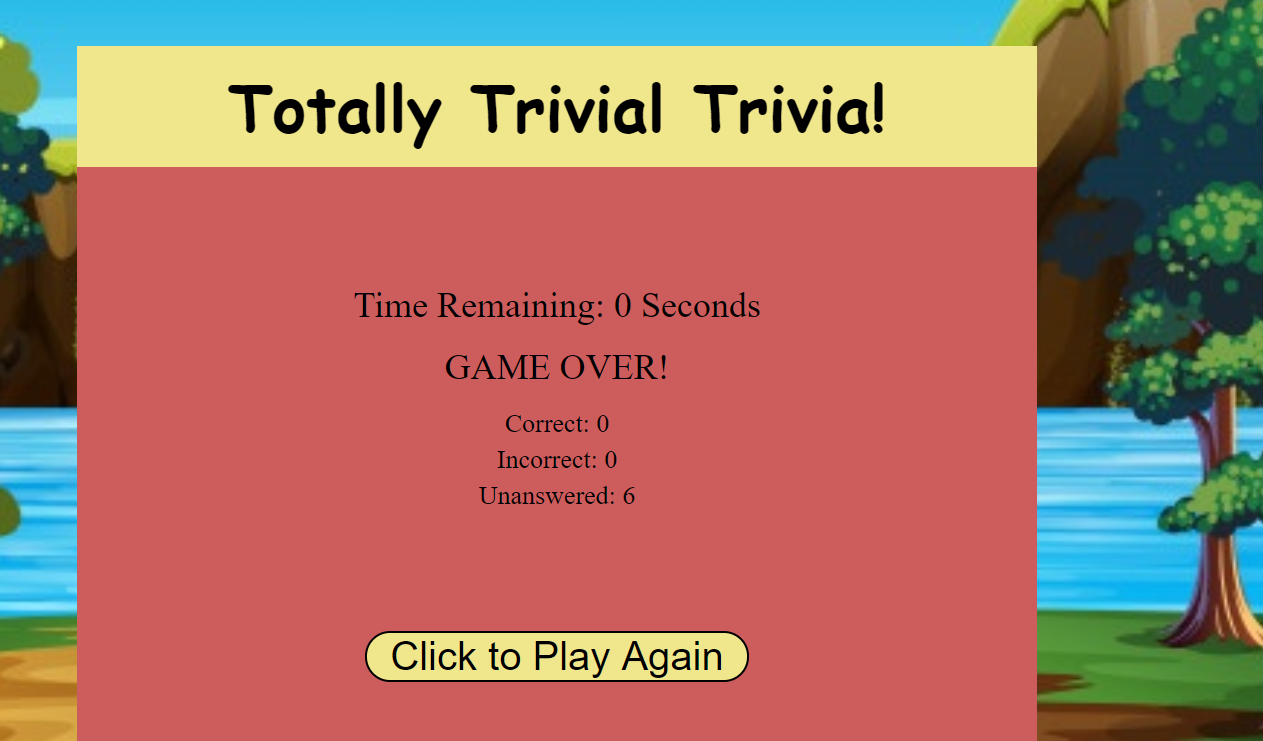 Totally Trivial Trivia!
Time Remaining: 0 Seconds
GAME OVER!
Correct: 0
Incorrect: 0
Unanswered: 6
Click to Play Again